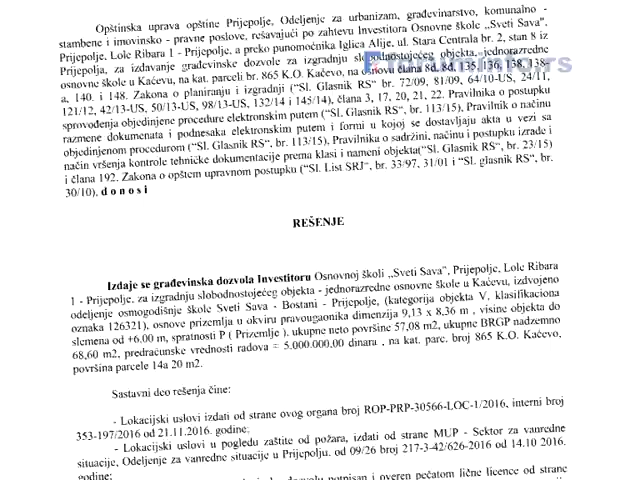 Opštinska uprava opštine Prijepolje, Odeljenje za urbanizam, građevinarstvo, komunalno -
stambene i imovinsko - pravne poslove, rešavajući po zahtevu Investitora Osnovne škole „Sveti Sava",
Prijepolje, Lole Ribara 1 - Prijepolje, a preko punomoćnika Iglica Alije, ul. Stara Centrala br. 2, stan 8 iz
Prijepolja, za izdavanje građevinske dozvole za izgradnju slobodnostojećeg objekta, jednorazredne
osnovne škole u Kaćevu, na kat. parceli br. 865 K.O. Kaćevo, na osnovu člana 8d, 8đ, 135,136, 138,138-
a, 140. i 148. Zakona o planiranju i izgradnji ("Sl. Glasnik RS" br. 72/09, 81/09, 64/10-US, 24/11,
121/12, 42/13-US, 50/13-US, 98/13-US, 132/14 i 145/14), člana 3, 17, 20, 21, 22. Pravilnika o postupku
sprovođenja objedinjene procedure elektronskim putem ("Sl. Glasnik RS", br. 113/15), Pravilnik o načinu
razmene dokumenata i podnesaka elektronskim putem i formi u kojoj se dostavljaju akta u vezi sa
objedinjenom procedurom ("Sl. Glasnik RS", br. 113/15), Pravilniku o sadržini, načinu i postupku izrade i
način vršenja kontrole tehničke dokumentacije prema klasi i nameni objekta("Sl. Glasnik RS", br. 23/15)
i člana 192. Zakona o opštem upravnom postupku ("Sl. List SRJ", br. 33/97, 31/01 i "Sl. glasnik RS", br.
30/10), d o n o s i
REŠENJE
Izdaje se građevinska dozvola Investitoru Osnovnoj školi „Sveti Sava", Prijepolje, Lole Ribara
1 - Prijepolje, za izgradnju slobodnostojećeg objekta - jednorazredne osnovne škole u Kaćevu, izdvojeno
odeljenje osmogodišnje škole Sveti Sava - Bostani - Prijepolje, (kategorija objekta V, klasifikaciona
oznaka 126321), osnove prizemlja u okviru pravougaonika dimenzija 9,13 x 8,36 m , visine objekta do
slemena od +6,00 m, spratnosti P ( Prizemlje ), ukupne neto površine 57,08 m2, ukupne BRGP nadzemno
68,60 m2, predračunske vrednosti radova = 5.000.000,00 dinara , na kat. parc. broj 865 K.O. Kaćevo,
površina parcele 14a 20 m2.
Sastavni deo rešenja čine:
- Lokacijski uslovi izdati od strane ovog organa broj ROP-PRP-30566-LOC-1/2016, interni broj
353-197/2016 od 21.11.2016. godine;
- Lokacijski uslovi u pogledu zaštite od požara, izdati od strane MUP - Sektor za vanredne
situacije, Odeljenje za vanredne situacije u Prijepolju, od 09/26 broj 217-3-42/626-2016 od 14.10 2016.
godine;
dozvolu potpisan i overen pečatom lične licence od strane